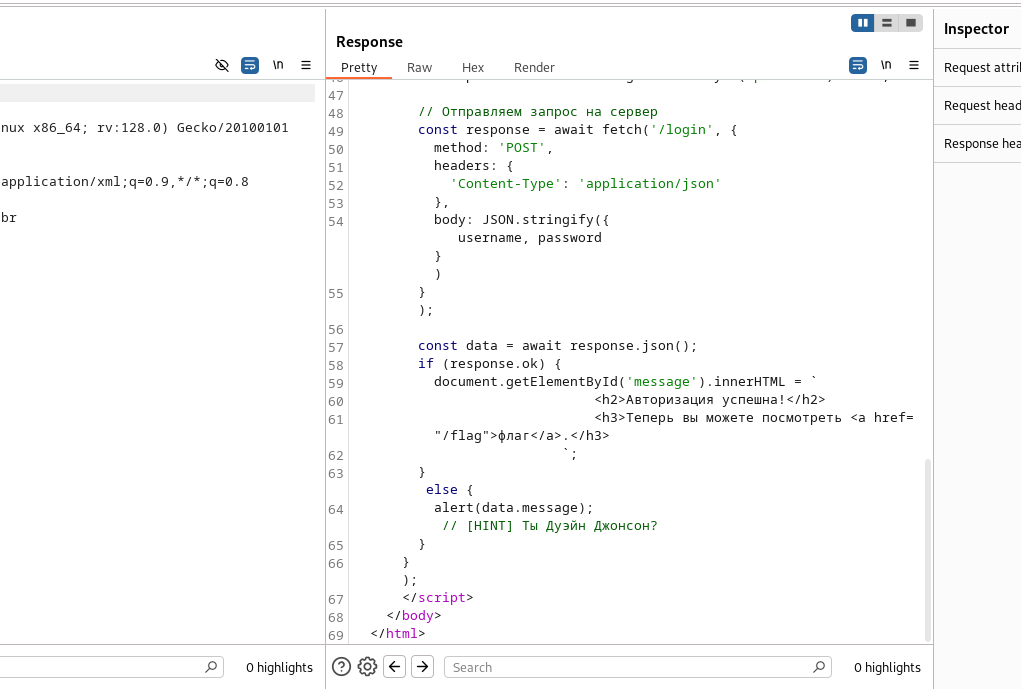 Response
Inspector
\n
Pretty
Raw
Hex
Render
\n
Request attri
Request head
Response hea
nux x86_64; rv:128.0) Gecko/20100101
application/xml;q=0.9,*/*;q=0.8
br
47
48 // Отправляем запрос на сервер
49 const response = await fetch('/login', {
50 method: 'POST',
51 headers: {
52 'Content-Type': 'application/json'
53 },
54 body: JSON.stringify({
username, password
}
)
55 }
);
56
57 const data = await response.json();
58 if (response.ok) {
59 document.getElementById('message').innerHTML = `
60 <h2>Авторизация успешна!</h2>
61 <h3>Теперь вы можете посмотреть <a href=
"/flag">флаг</a>.</h3>
62 `;
63 }
else {
64 alert(data.message);
// [HINT] Ты Дуэйн Джонсон?
65 }
66 }
);
67 </script>
68 </body>
69 </html>
0 highlights
Search
0 highlights